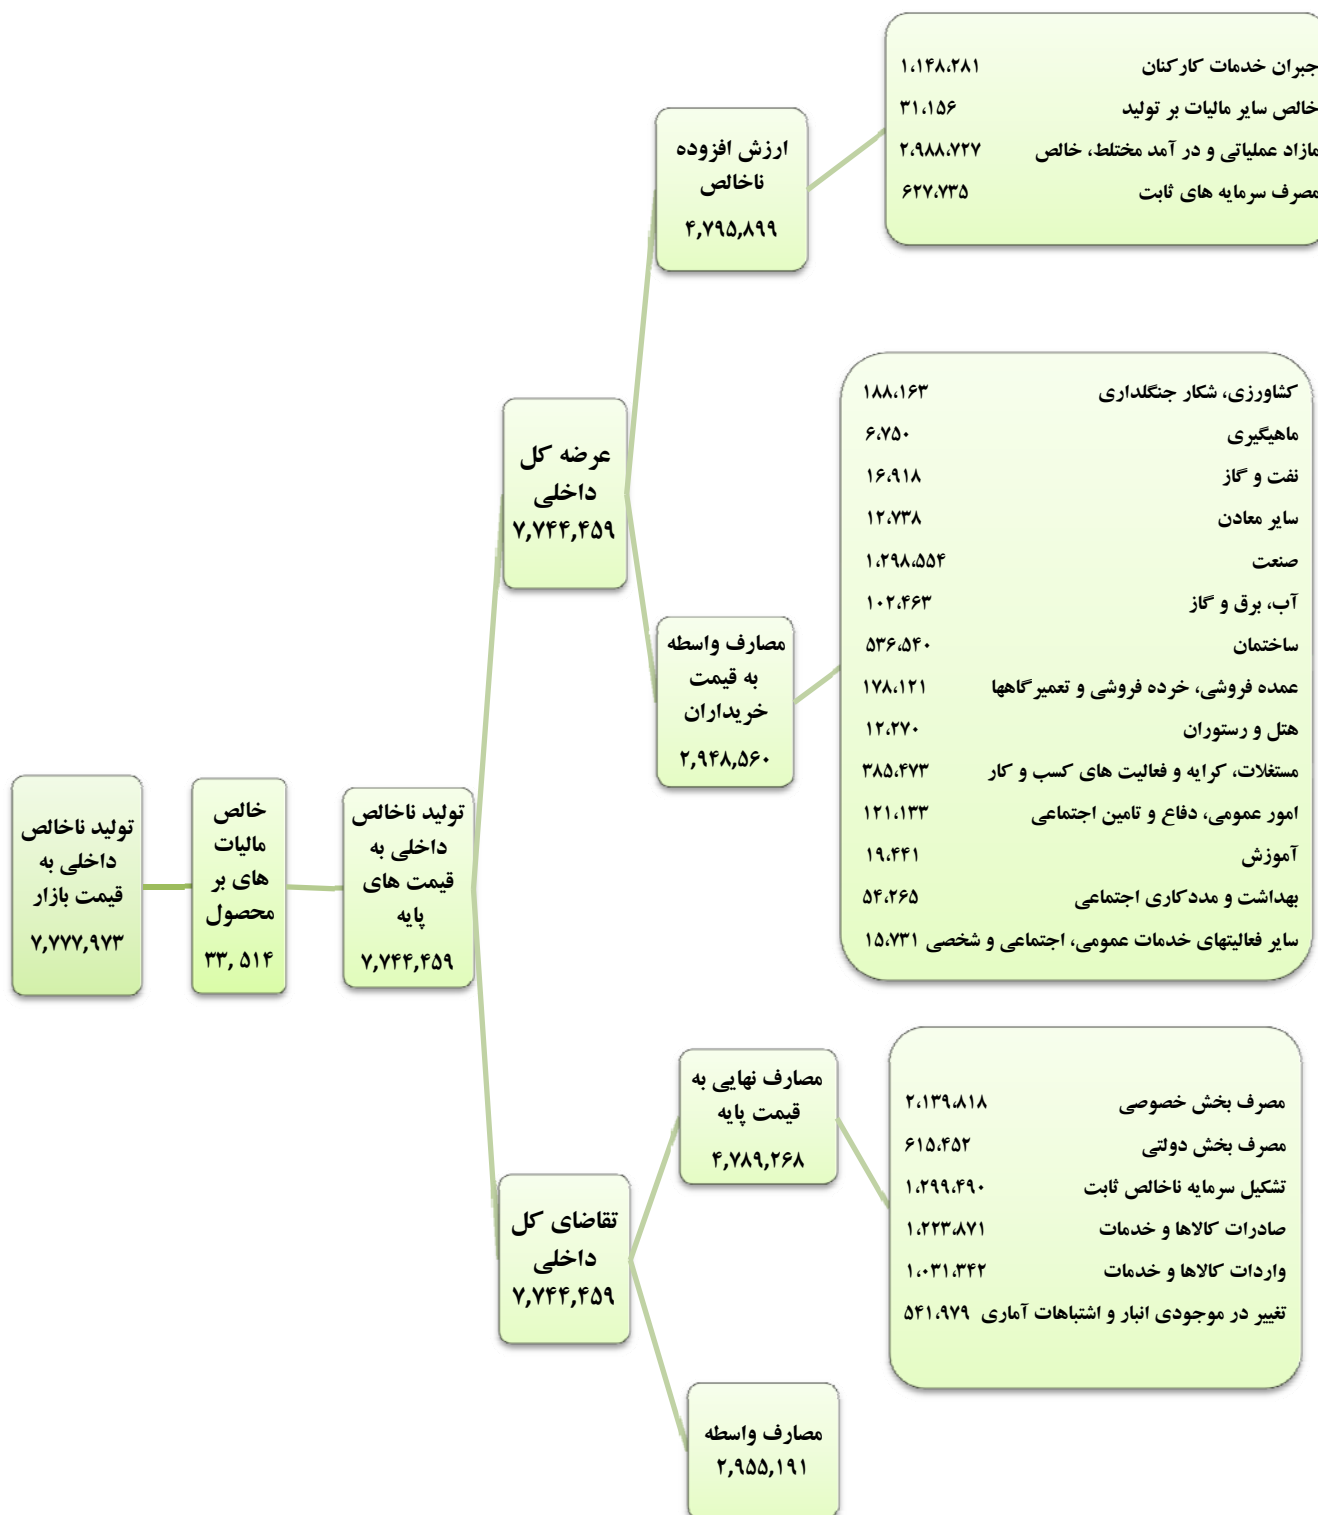 جبران خدمات کارکنان ۱،۱۴۸،۲۸۱
خالص سایر مالیات بر تولید ۳۱،۱۵۶
مازاد عملیاتی و در آمد مختلط، خالص ۲،۹۸۸،۷۲۷
مصرف سرمایه های ثابت ۶۲۷،۷۳۵
ارزش افزوده
ناخالص
۴,۷۹۵,۸۹۹
کشاورزی، شکار جنگلداری ۱۸۸،۱۶۳
ماهیگیری ۶،۷۵۰
نفت و گاز ۱۶،۹۱۸
سایر معادن ۱۲،۷۳۸
صنعت ۱،۲۹۸،۵۵۴
آب، برق و گاز ۱۰۲،۴۶۳
ساختمان ۵۳۶،۵۴۰
عمده فروشی، خرده فروشی و تعمیرگاهها ۱۷۸،۱۲۱
هتل و رستوران ۱۲،۲۷۰
مستغلات، کرایه و فعالیت های کسب و کار ۳۸۵،۴۷۳
امور عمومی، دفاع و تامین اجتماعی ۱۲۱،۱۳۳
آموزش ۱۹،۴۴۱
بهداشت و مددکاری اجتماعی ۵۴،۲۶۵
سایر فعالیتهای خدمات عمومی، اجتماعی و شخصی ۱۵،۷۳۱
عرضه کل
داخلی
۷,۷۴۴,۴۵۹
مصارف واسطه
به قیمت
خریداران
۲,۹۴۸,۵۶۰
تولید ناخالص
داخلی به
قیمت های
پایه
۷,۷۴۴,۴۵۹
خالص
مالیات
های بر
محصول
۳۳, ۵۱۴
تولید ناخالص
داخلی به
قیمت بازار
۷,۷۷۷,۹۷۳
مصارف نهایی به
قیمت پایه
۴,۷۸۹,۲۶۸
مصرف بخش خصوصی ۲،۱۳۹،۸۱۸
مصرف بخش دولتی ۶۱۵،۴۵۲
تشکیل سرمایه ناخالص ثابت ۱،۲۹۹،۴۹۰
صادرات کالاها و خدمات ۱،۲۲۳،۸۷۱
واردات کالاها و خدمات ۱،۰۳۱،۳۴۲
تغییر در موجودی انبار و اشتباهات آماری ۵۴۱،۹۷۹
تقاضای کل
داخلی
۷,۷۴۴,۴۵۹
مصارف واسطه
۲,۹۵۵,۱۹۱